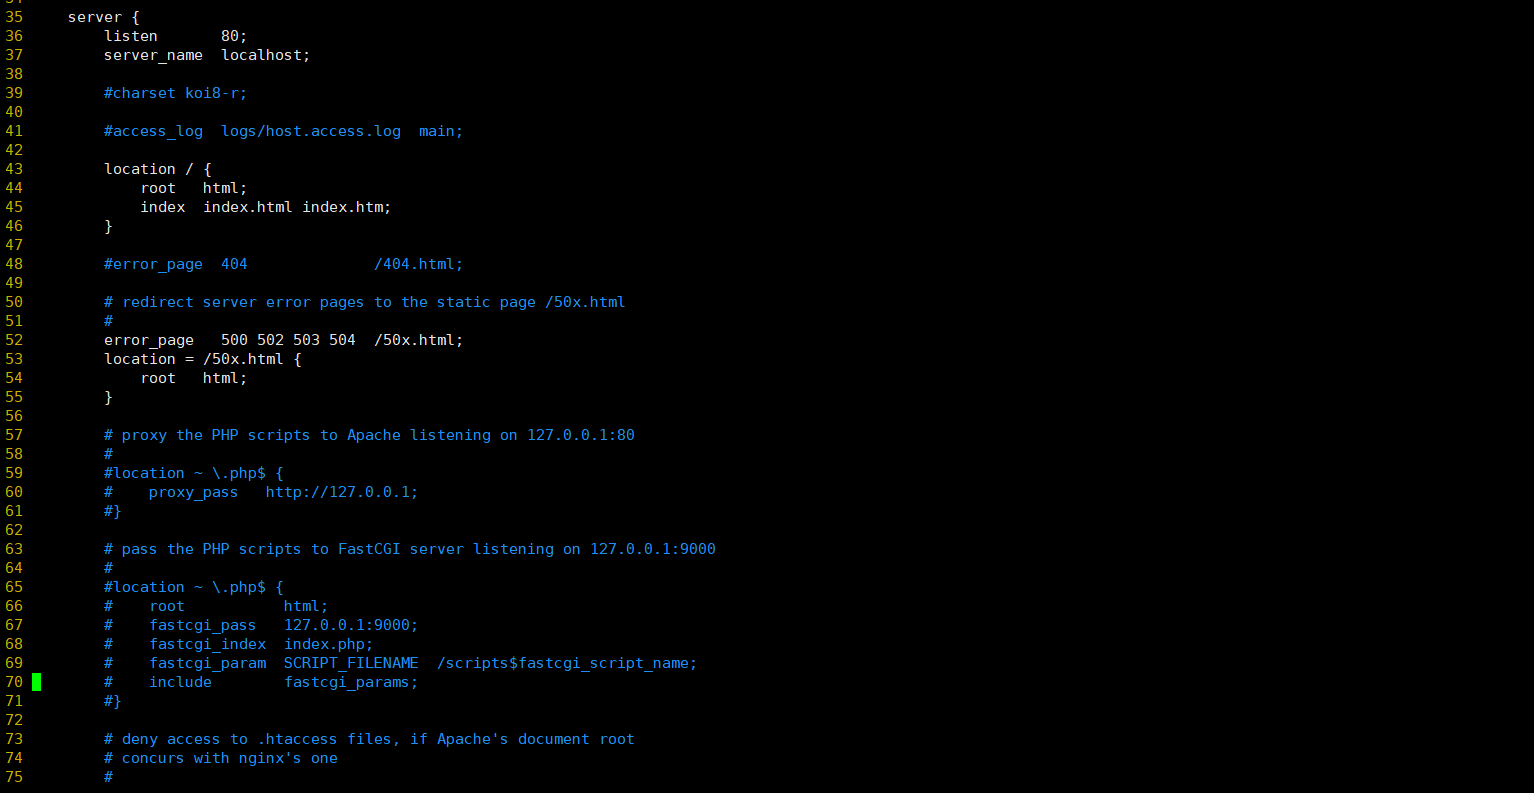 35     server {
36         listen       80;
37         server_name  localhost;
38
39         #charset koi8-r;
40
41         #access_log  logs/host.access.log  main;
42
43         location / {
44             root   html;
45             index  index.html index.htm;
46         }
47
48         #error_page  404              /404.html;
49
50         # redirect server error pages to the static page /50x.html
51         #
52         error_page   500 502 503 504  /50x.html;
53         location = /50x.html {
54             root   html;
55         }
56
57         # proxy the PHP scripts to Apache listening on 127.0.0.1:80
58         #
59         #location ~ \.php$ {
60         #    proxy_pass   http://127.0.0.1;
61         #}
62
63         # pass the PHP scripts to FastCGI server listening on 127.0.0.1:9000
64         #
65         #location ~ \.php$ {
66         #    root           html;
67         #    fastcgi_pass   127.0.0.1:9000;
68         #    fastcgi_index  index.php;
69         #    fastcgi_param  SCRIPT_FILENAME  /scripts$fastcgi_script_name;
70         #    include        fastcgi_params;
71         #}
72
73         # deny access to .htaccess files, if Apache's document root
74         # concurs with nginx's one
75         #